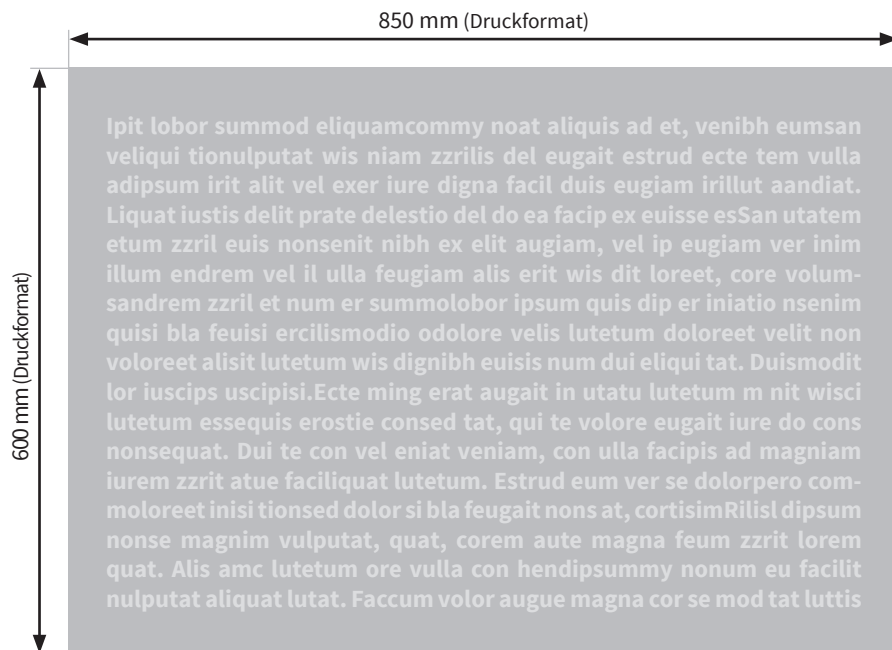 850 mm (Druckformat)
600 mm (Druckformat)
Ipit lobor summod eliquamcommy noat aliquis ad et, venibh eumsan
veliqui tionulputat wis niam zzrilis del eugait estrud ecte tem vulla
adipsum irit alit vel exer iure digna facil duis eugiam irillut aandiat.
Liquat iustis delit prate delestio del do ea facip ex euisse esSan utatem
etum zzril euis nonsenit nibh ex elit augiam, vel ip eugiam ver inim
illum endrem vel il ulla feugiam alis erit wis dit loreet, core volum-
sandrem zzril et num er summolobor ipsum quis dip er iniatio nsenim
quisi bla feuisi ercilismodio odolore velis lutetum doloreet velit non
voloreet alisit lutetum wis dignibh euisis num dui eliqui tat. Duismodit
lor iuscips uscipisi.Ecte ming erat augait in utatu lutetum m nit wisci
lutetum essequis erostie consed tat, qui te volore eugait iure do cons
nonsequat. Dui te con vel eniat veniam, con ulla facipis ad magniam
iurem zzrit atue faciliquat lutetum. Estrud eum ver se dolorpero com-
moloreet inisi tionsed dolor si bla feugait nons at, cortisimRilisl dipsum
nonse magnim vulputat, quat, corem aute magna feum zzrit lorem
quat. Alis amc lutetum ore vulla con hendipsummy nonum eu facilit
nulputat aliquat lutat. Faccum volor augue magna cor se mod tat luttis